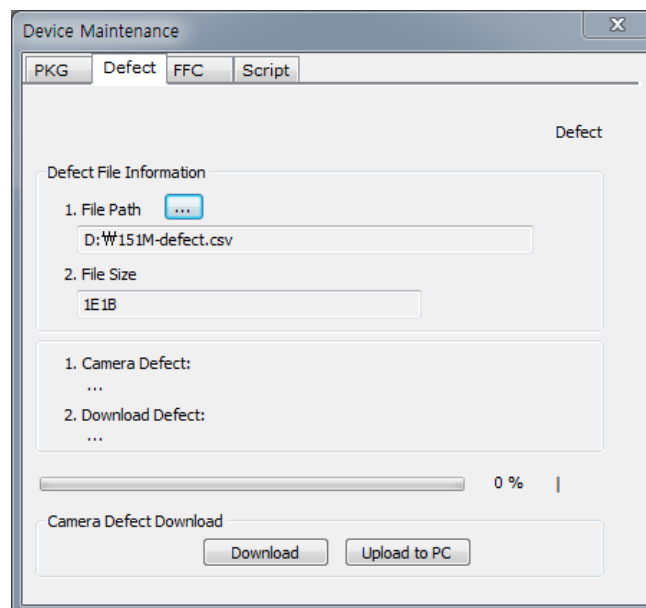 Device Maintenance
PKG Defect FFC Script
Defect
Defect File Information
1. File Path ...
D:₩151M-defect.csv
2. File Size
1E1B
1. Camera Defect:
...
2. Download Defect:
...
0 % |
Camera Defect Download
Download Upload to PC